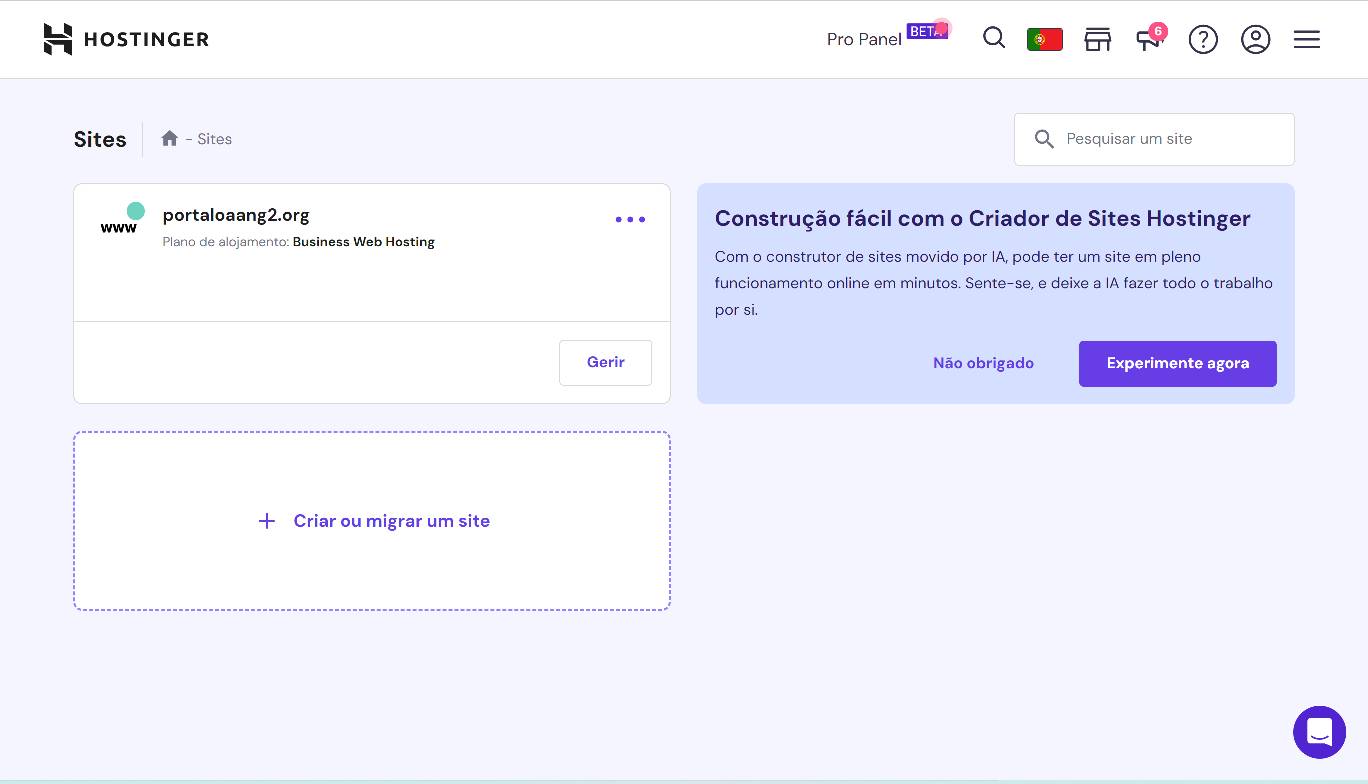 HOSTINGER
Pro Panel BETA
6
Sites
- Sites
Pesquisar um site
www
portaloaang2.org
Plano de alojamento: Business Web Hosting
Gerir
Construção fácil com o Criador de Sites Hostinger
Com o construtor de sites movido por IA, pode ter um site em pleno
funcionamento online em minutos. Sente-se, e deixe a IA fazer todo o trabalho
por si.
Não obrigado
Experimente agora
+ Criar ou migrar um site